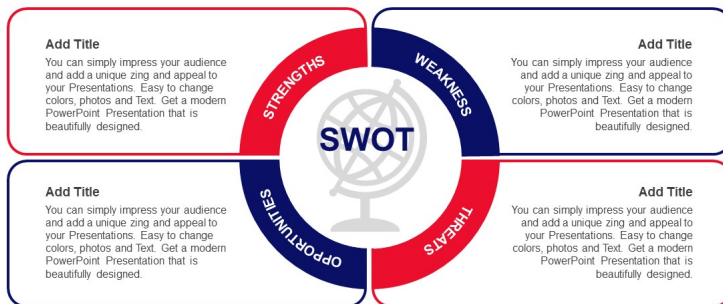 Add Title
You can simply impress your audience
and add a unique zing and appeal to
your Presentations. Easy to change
colors, photos and Text. Get a modern
PowerPoint Presentation that is
beautifully designed.
STRENGTHS
WEAKNESS
Add Title
You can simply impress your audience
and add a unique zing and appeal to
your Presentations. Easy to change
colors, photos and Text. Get a modern
PowerPoint Presentation that is
beautifully designed.
SWOT
Add Title
You can simply impress your audience
and add a unique zing and appeal to
your Presentations. Easy to change
colors, photos and Text. Get a modern
PowerPoint Presentation that is
beautifully designed.
OPPORTUNITIES
THREATS
Add Title
You can simply impress your audience
and add a unique zing and appeal to
your Presentations. Easy to change
colors, photos and Text. Get a modern
PowerPoint Presentation that is
beautifully designed.